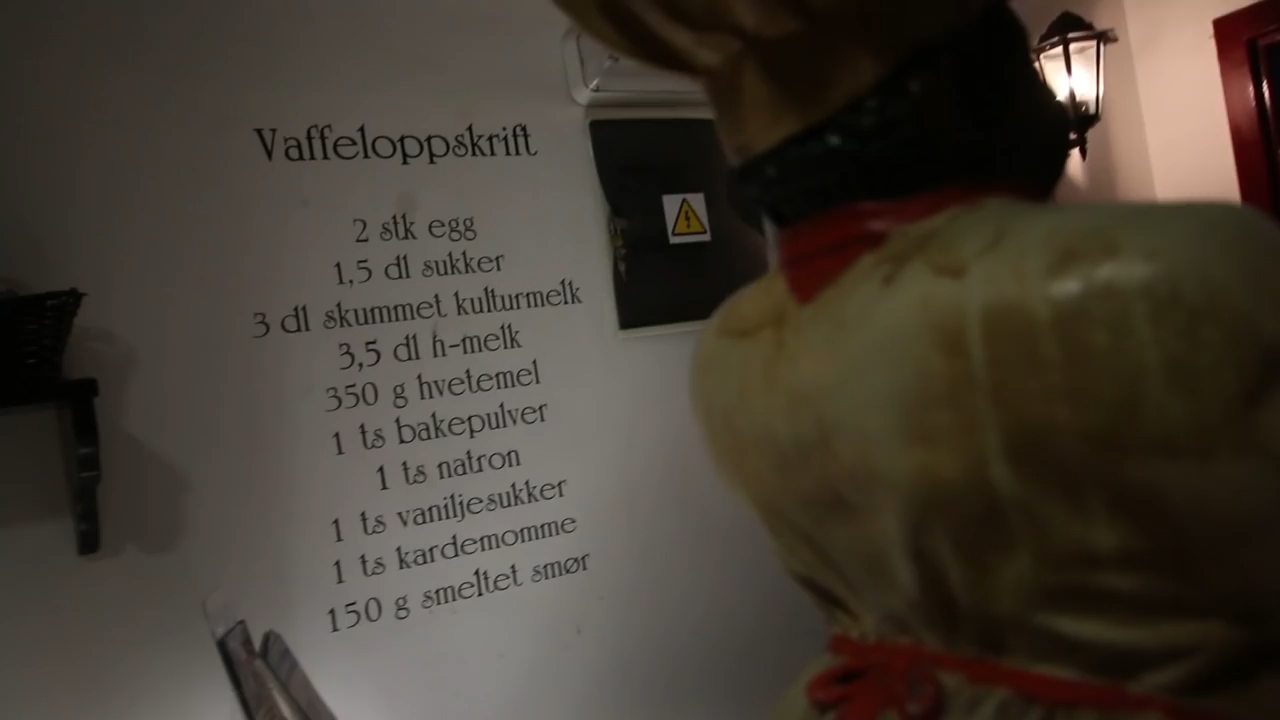 Vaffeloppskrift
2 stk egg
1,5 dl sukker
3 dl skummet kulturmelk
3,5 dl h-melk
350 g hvetemel
1 ts bakepulver
1 ts natron
1 ts vaniljesukker
1 ts kardemomme
150 g smeltet smør